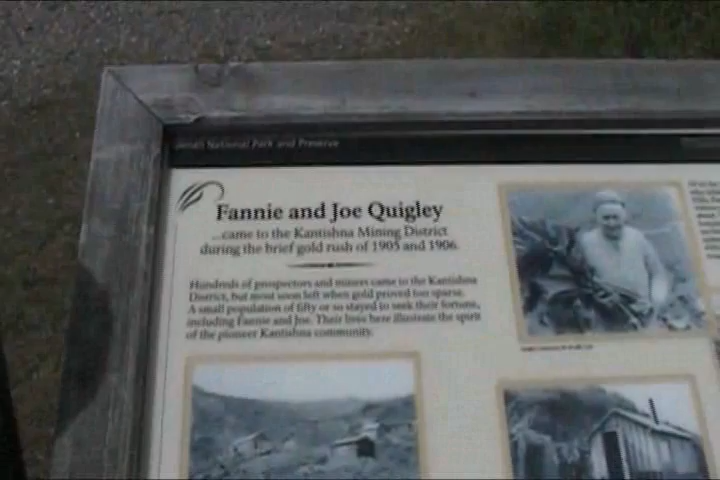 Denali National Park and Preserve
Fannie and Joe Quigley
...came to the Kantishna Mining District
during the brief gold rush of 1905 and 1906.
Hundreds of prospectors and miners came to the Kantishna
District, but most soon left when gold proved too sparse.
A small population of fifty or so stayed to seek their fortune,
including Fannie and Joe. Their lives here illustrate the spirit
of the pioneer Kantishna community.